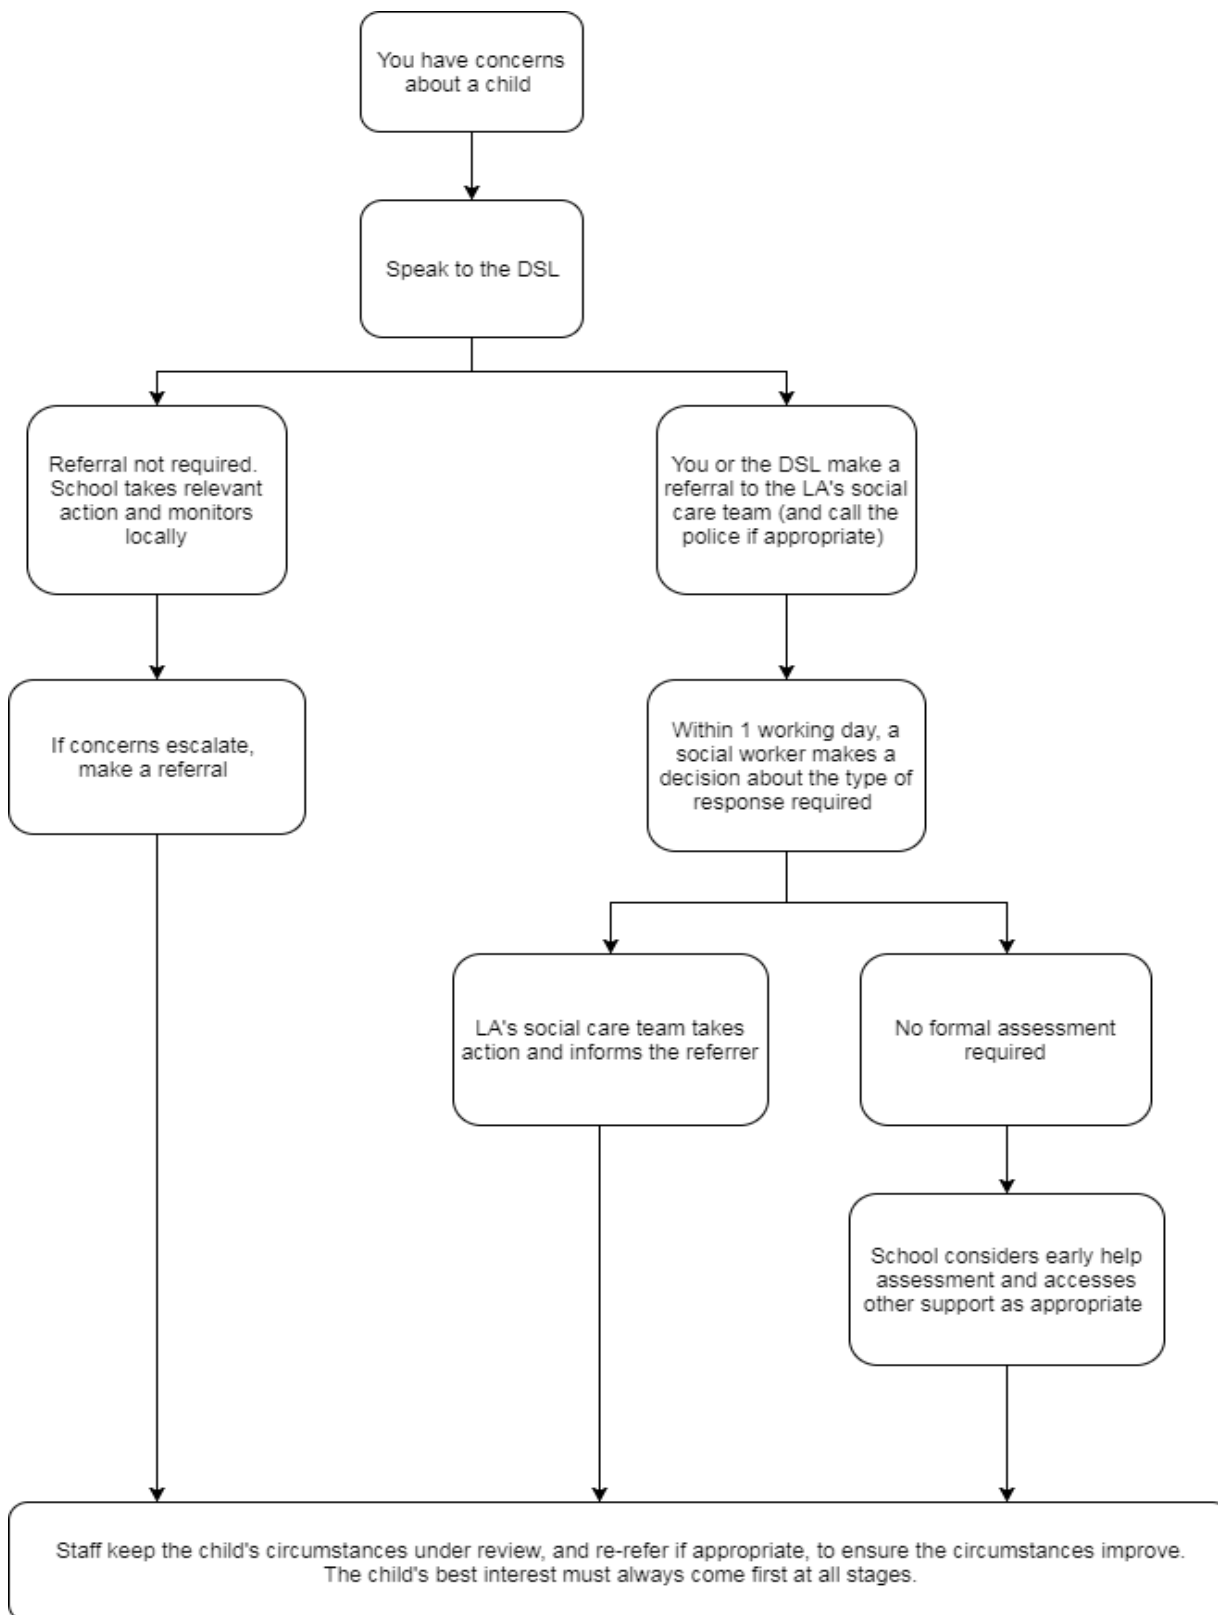 You have concerns
about a child
Speak to the DSL
Referral not required.
School takes relevant
action and monitors
locally
You or the DSL make a
referral to the LA's social
care team (and call the
police if appropriate)
If concerns escalate,
make a referral
Within 1 working day, a
social worker makes a
decision about the type of
response required
LA's social care team takes
action and informs the referrer
No formal assessment
required
School considers early help
assessment and accesses
other support as appropriate
Staff keep the child's circumstances under review, and re-refer if appropriate, to ensure the circumstances improve.
The child's best interest must always come first at all stages.